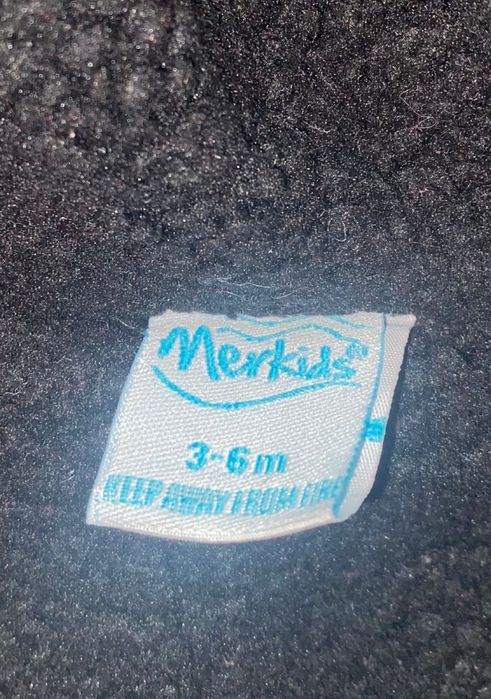 Merkids®
3-6m
KEEP AWAY FROM FIRE